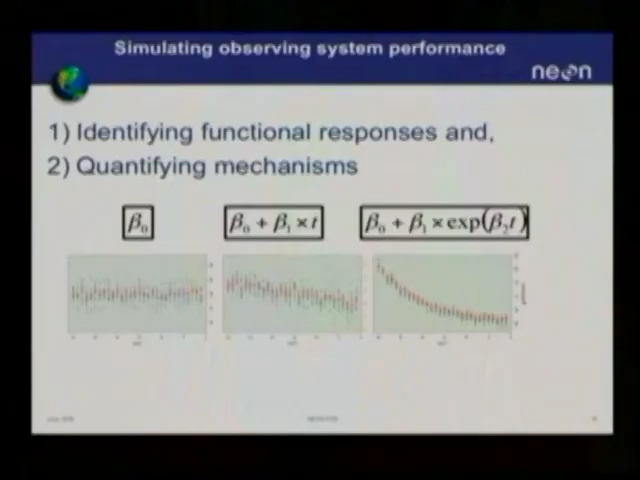 Simulating observing system performance
neon
1) Identifying functional responses and,
2) Quantifying mechanisms
β₀
β₀ + β₁ × t
β₀ + β₁ × exp(β₂t)